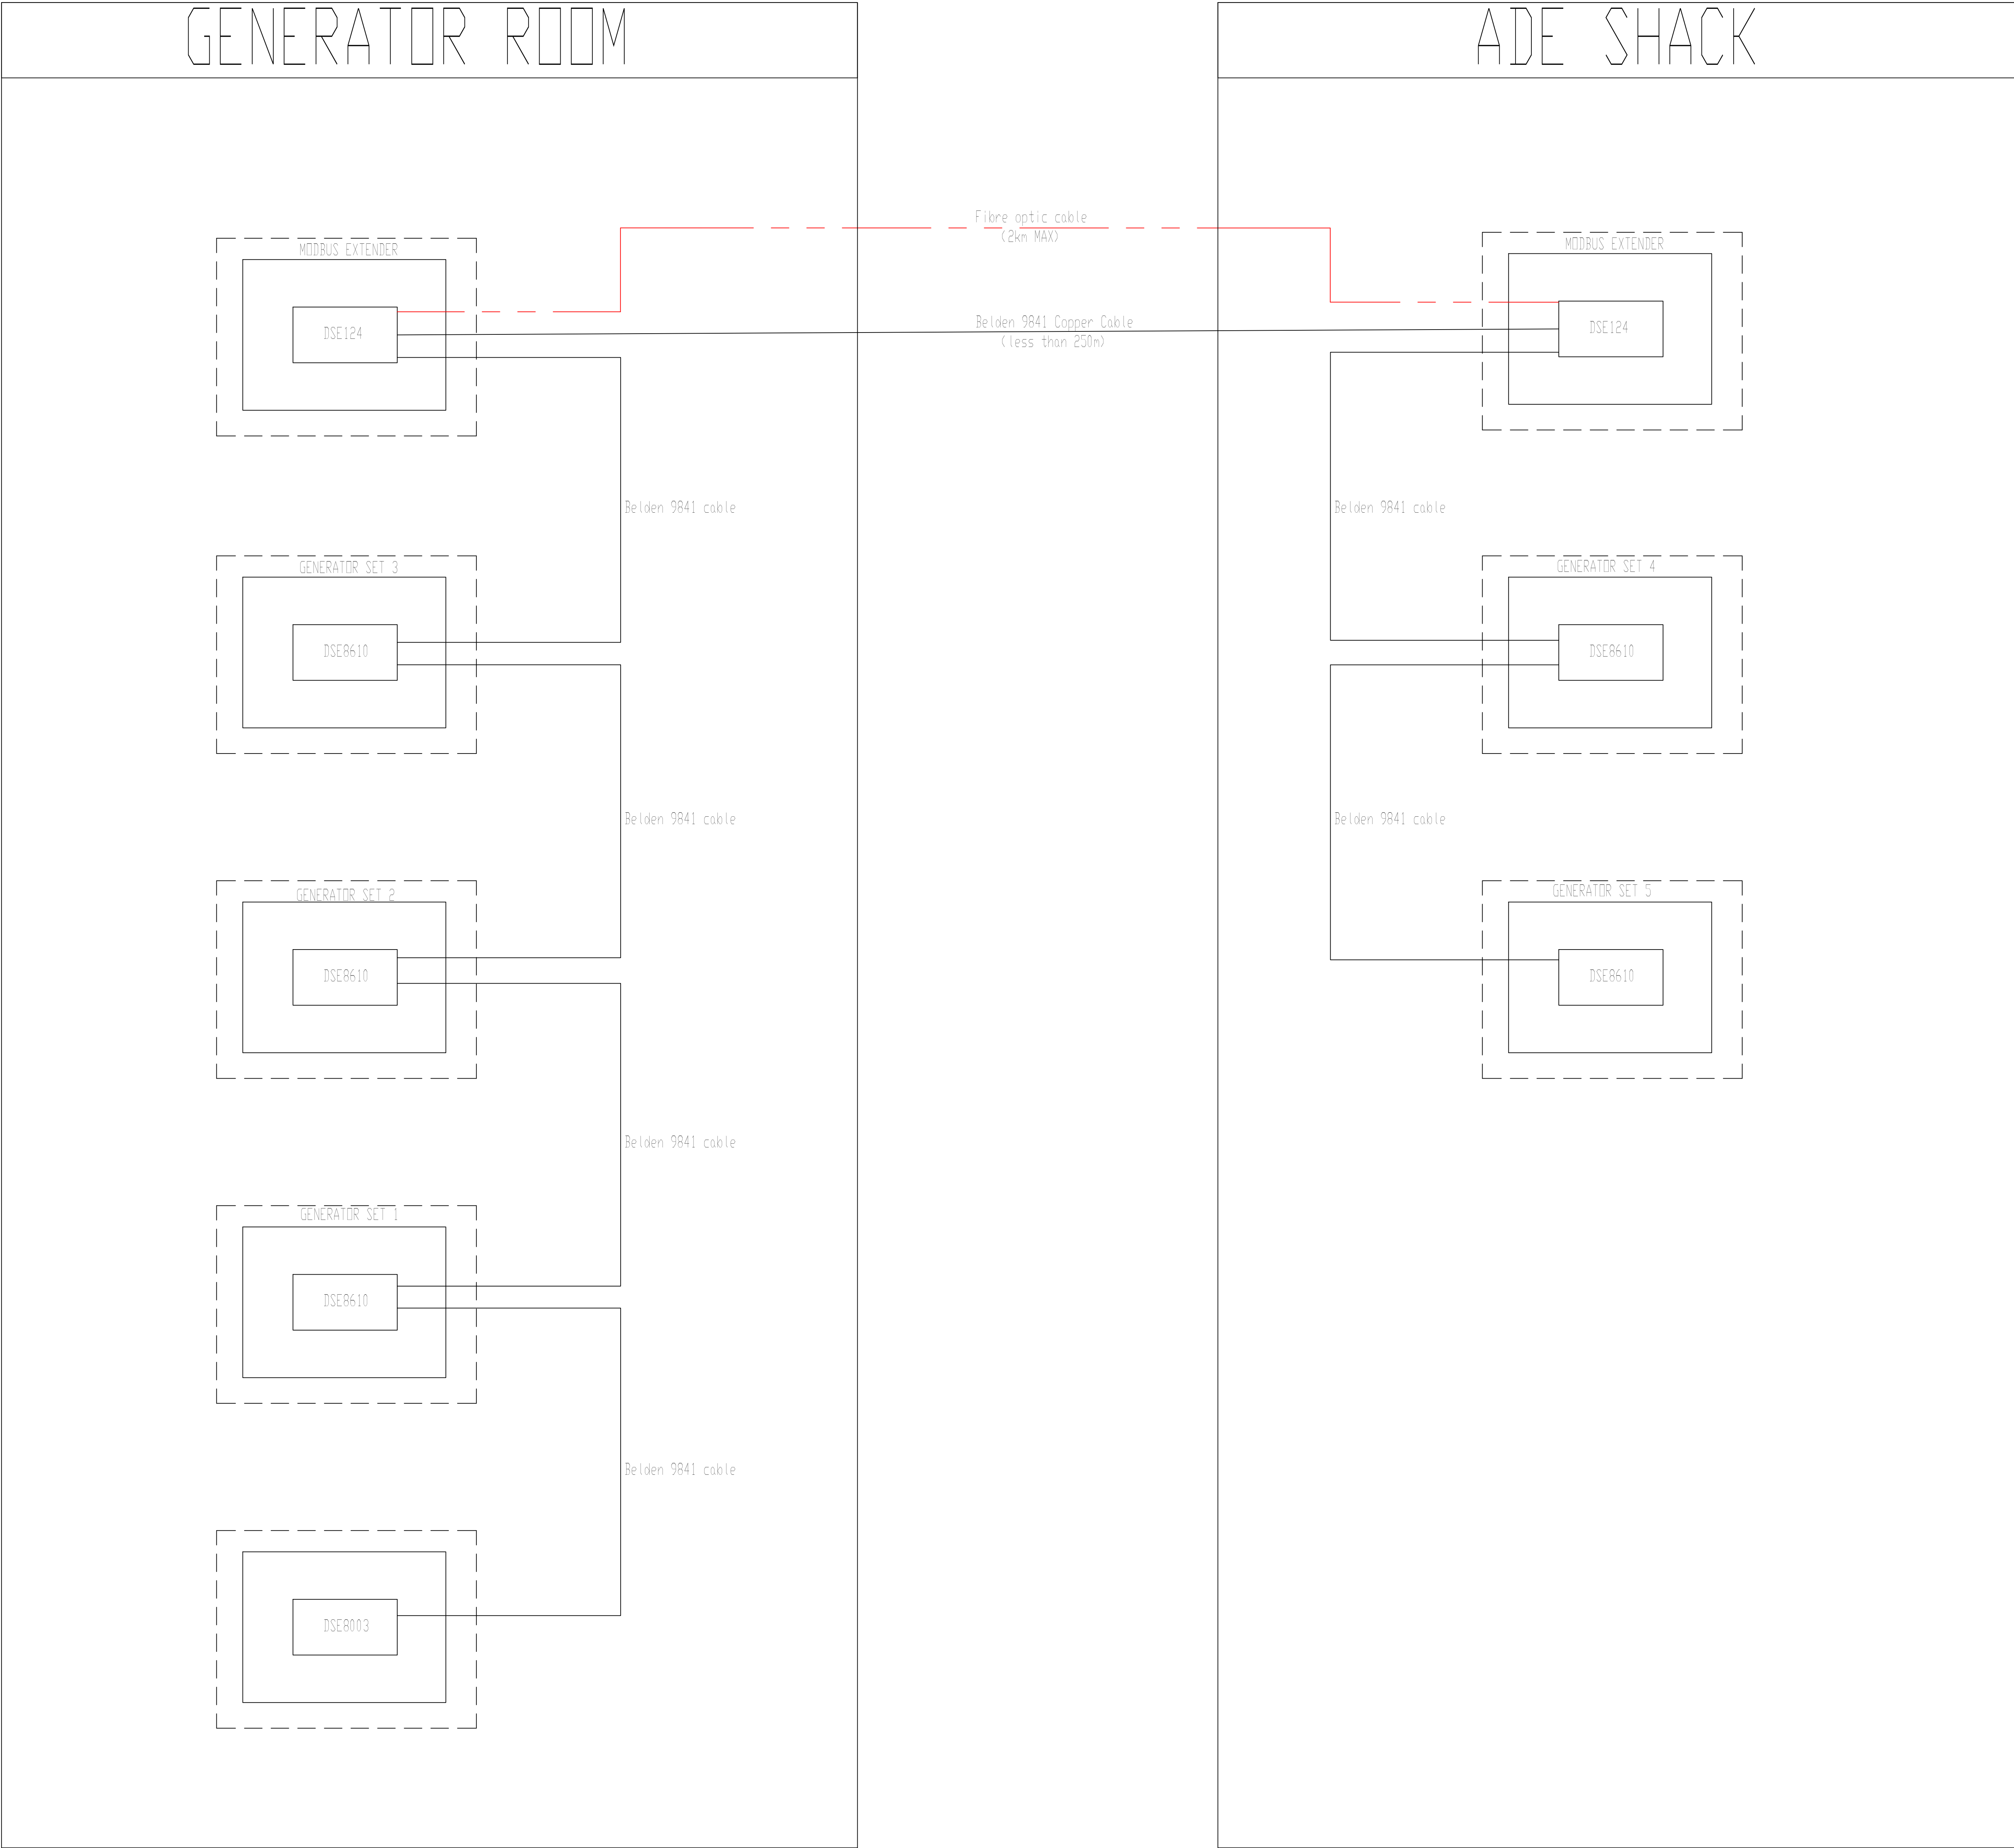 GENERATOR ROOM
ADE SHACK
Fibre optic cable
(2km MAX)
MODBUS EXTENDER
MODBUS EXTENDER
DSE124
Belden 9841 Copper Cable
(less than 250m)
DSE124
Belden 9841 cable
Belden 9841 cable
GENERATOR SET 3
GENERATOR SET 4
DSE8610
DSE8610
Belden 9841 cable
Belden 9841 cable
GENERATOR SET 2
GENERATOR SET 5
DSE8610
DSE8610
Belden 9841 cable
GENERATOR SET 1
DSE8610
Belden 9841 cable
DSE8003